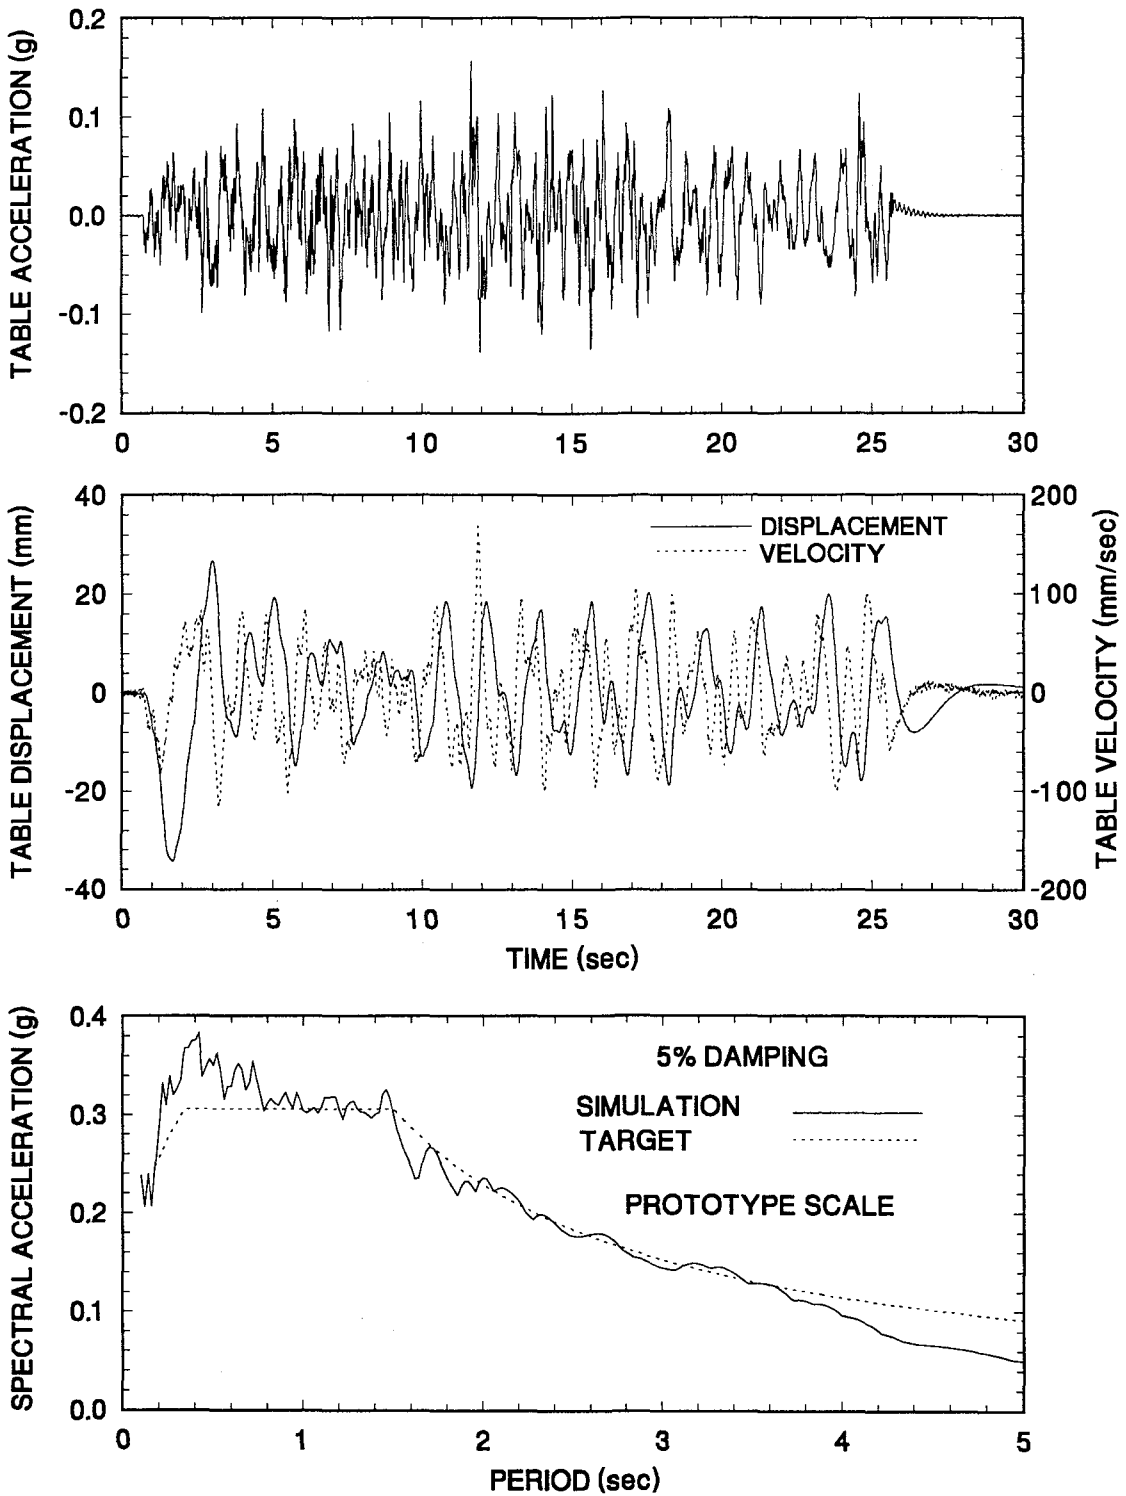 TABLE ACCELERATION (g)
0.2
0.1
0.0
-0.1
-0.2
0 5 10 15 20 25 30
TABLE DISPLACEMENT (mm)
40
20
0
-20
-40
DISPLACEMENT
VELOCITY
200
100
0
-100
-200
TABLE VELOCITY (mm/sec)
0 5 10 15 20 25 30
TIME (sec)
SPECTRAL ACCELERATION (g)
0.4
0.3
0.2
0.1
0.0
5% DAMPING
SIMULATION
TARGET
PROTOTYPE SCALE
0 1 2 3 4 5
PERIOD (sec)